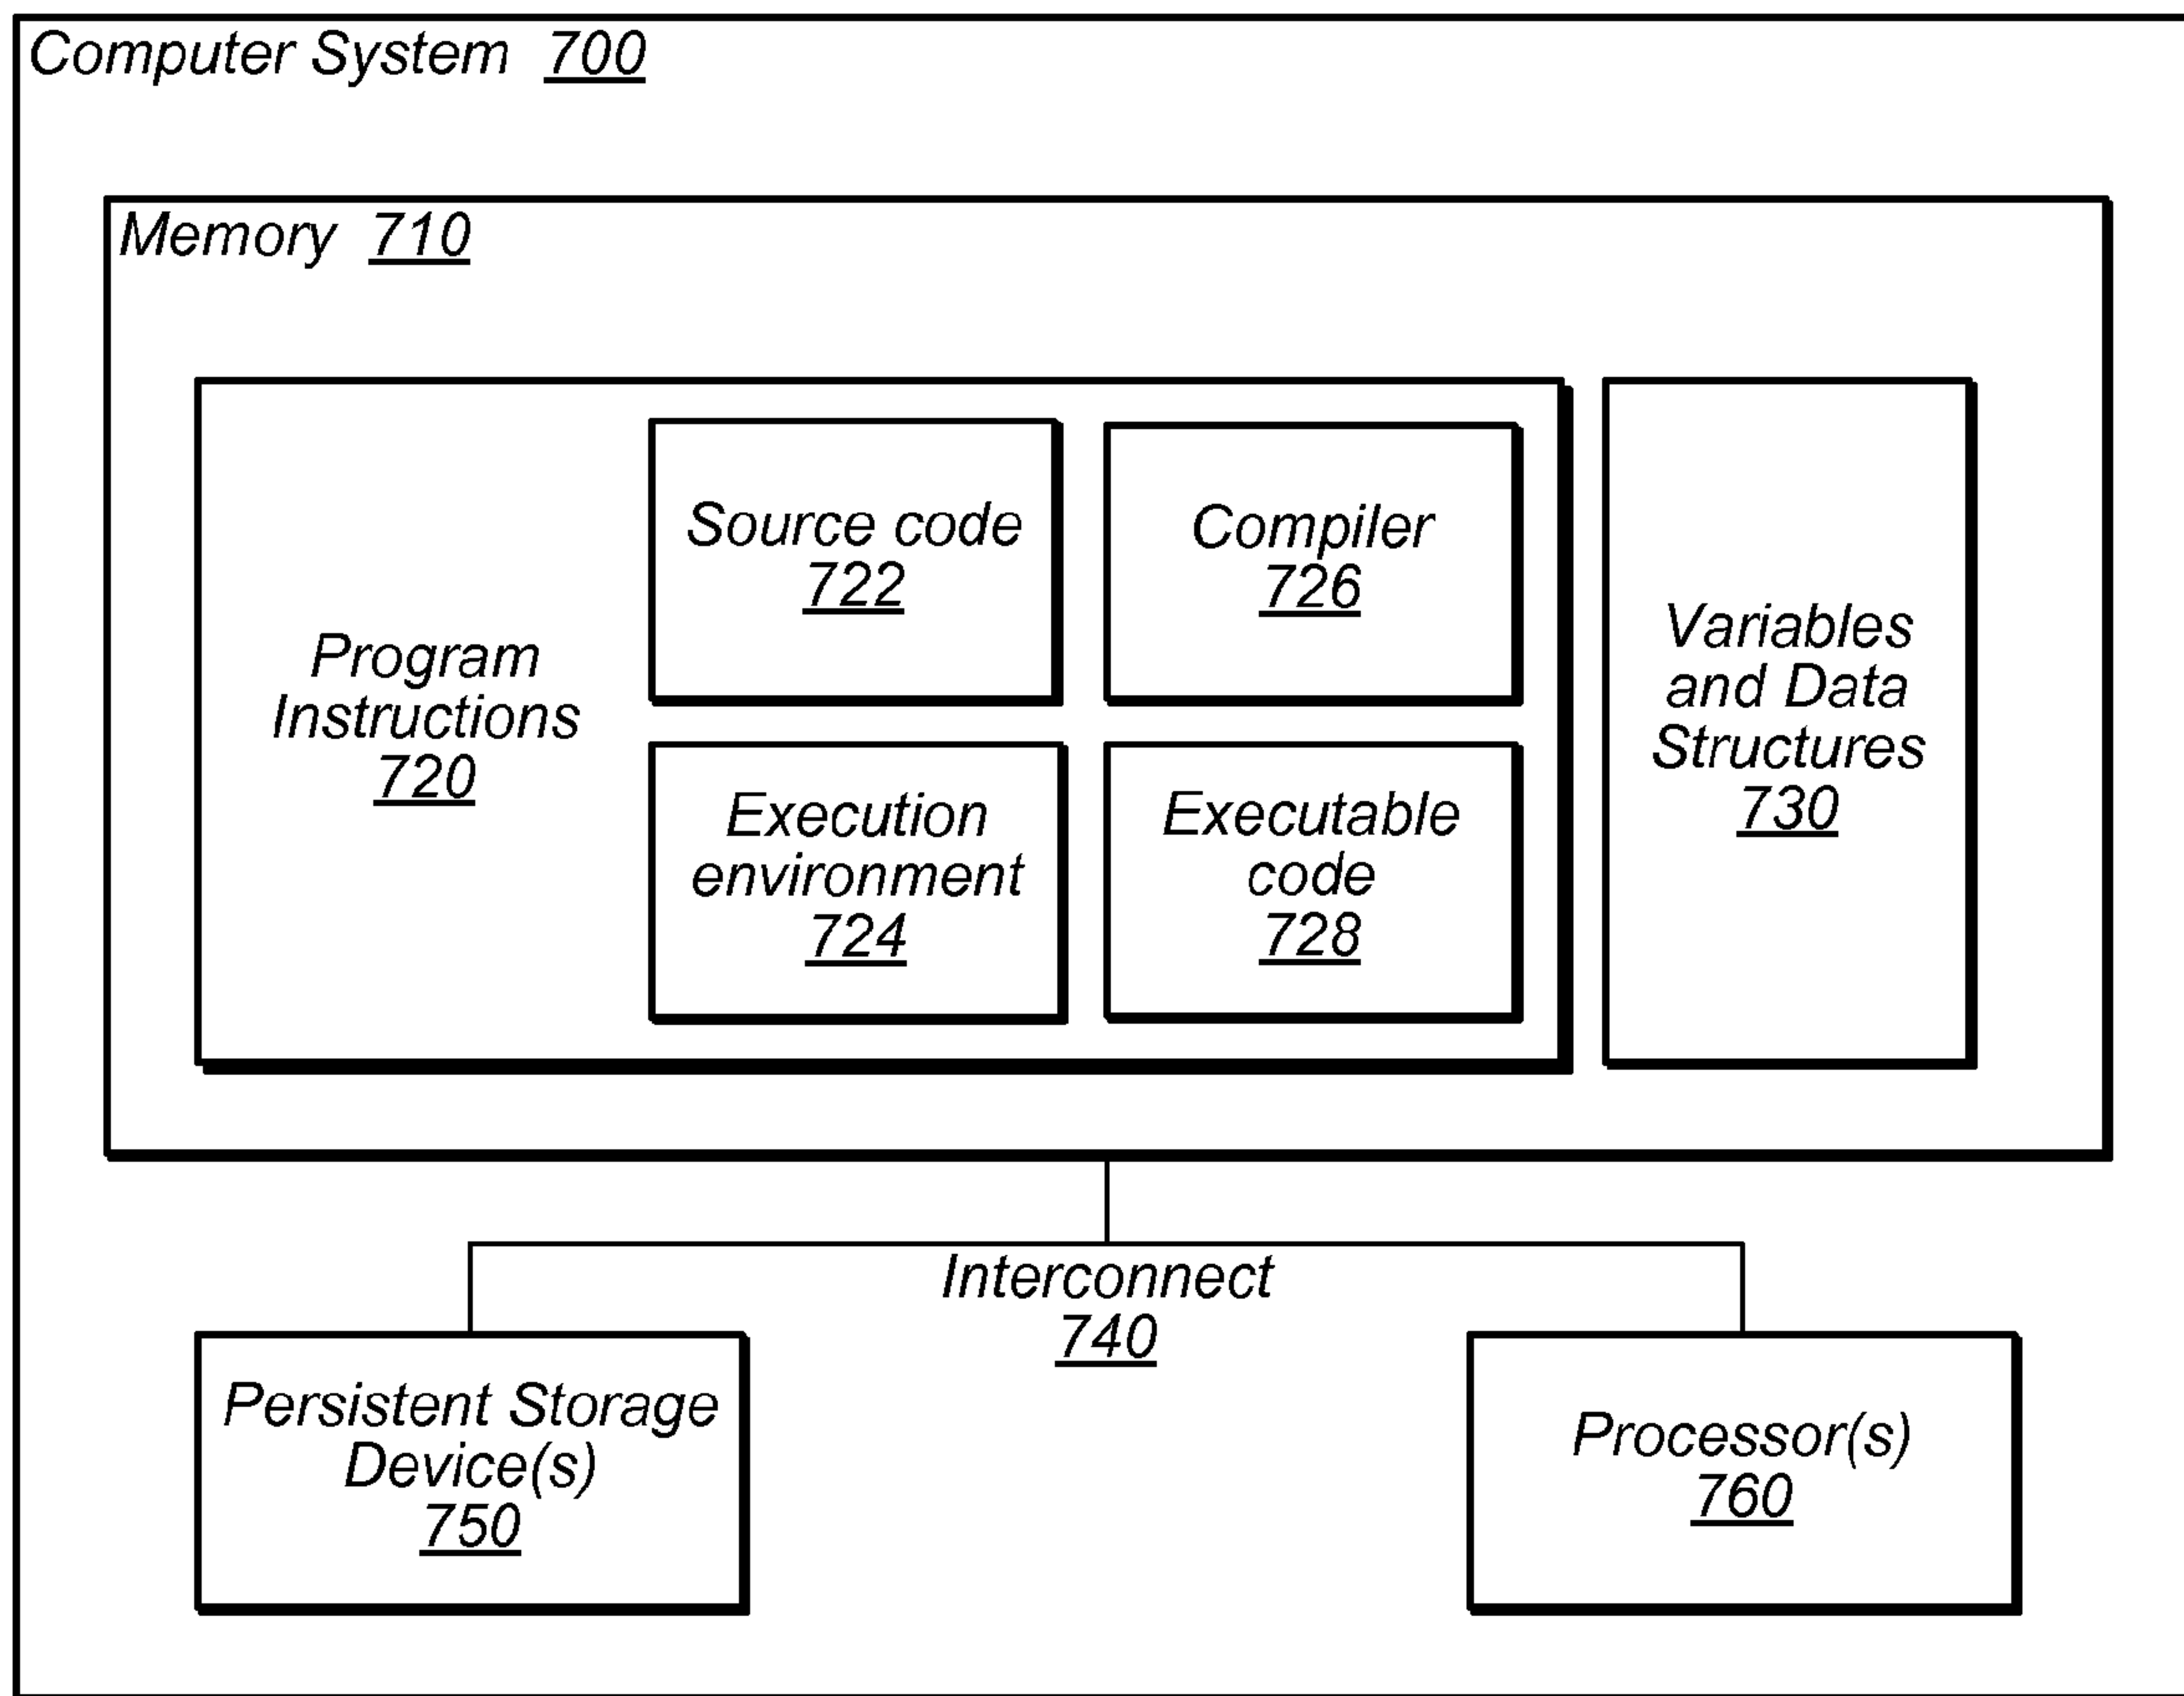 Computer System 700
Memory 710
Program
Instructions
720
Source code
722
Compiler
726
Execution
environment
724
Executable
code
728
Variables
and Data
Structures
730
Interconnect
740
Persistent Storage
Device(s)
750
Processor(s)
760